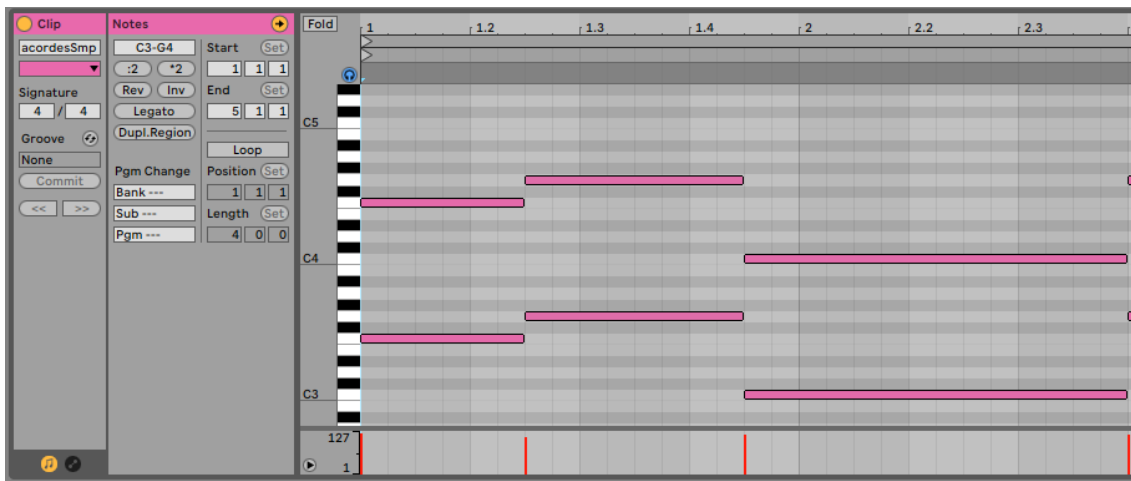 Clip
acordesSmp
Signature
4 / 4
Groove
None
Commit
<< >>
Notes
C3-G4
:2 *2
Rev Inv
Legato
Dupl.Region
Pgm Change
Bank ---
Sub ---
Pgm ---
Start Set
1 1 1
End Set
5 1 1
Loop
Position Set
1 1 1
Length Set
4 0 0
Fold
1 1.2 1.3 1.4 2 2.2 2.3
C5
C4
C3
127
1